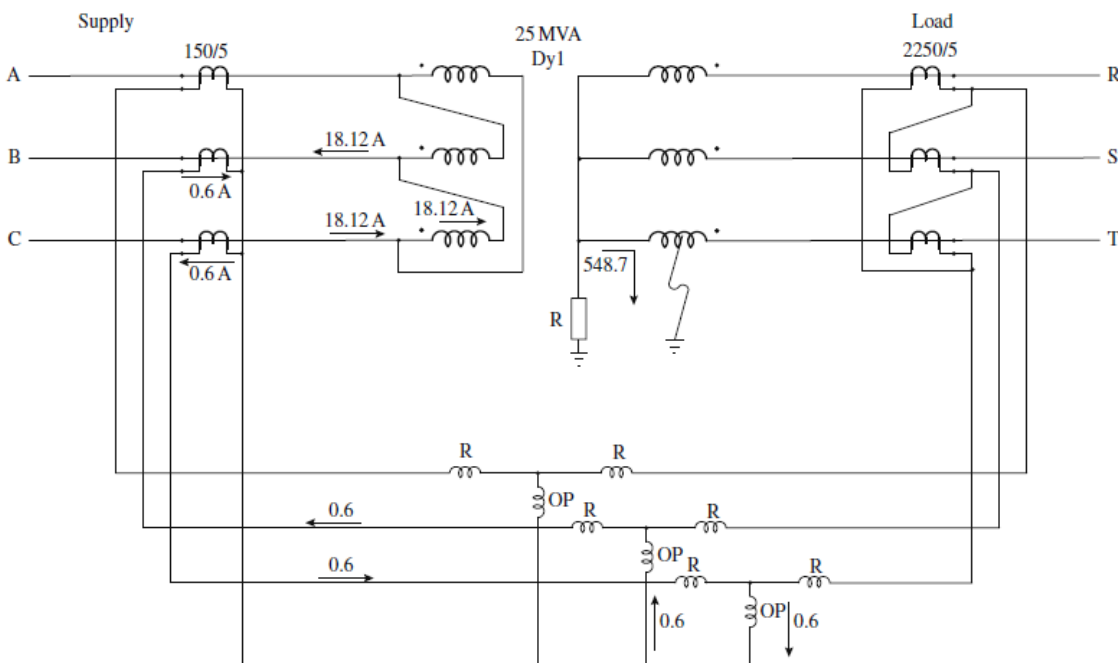 Supply
25 MVA
Dy1
Load
150/5
2250/5
A
R
18.12 A
B
S
0.6 A
18.12 A
18.12 A
C
T
0.6 A
548.7
R
R
R
OP
0.6
R
R
OP
0.6
R
R
OP
0.6
0.6